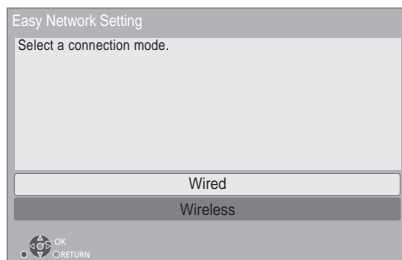 Easy Network Setting
Select a connection mode.
Wired
Wireless
OK
RETURN